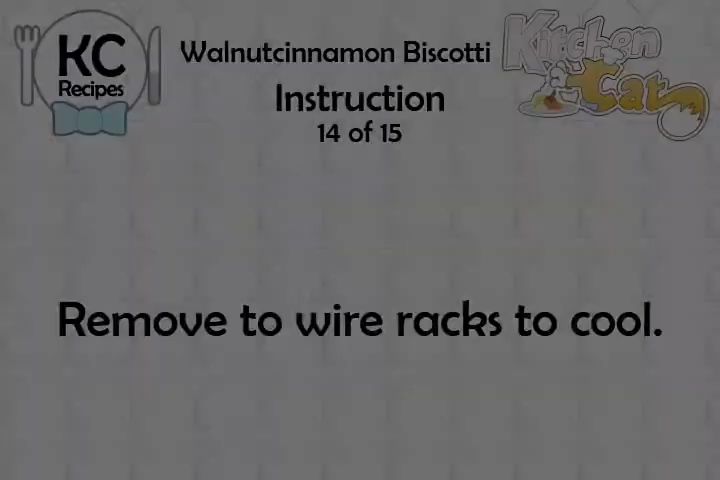 KC
Recipes
Walnutcinnamon Biscotti
Instruction
14 of 15
Kitchen
Cat
Remove to wire racks to cool.